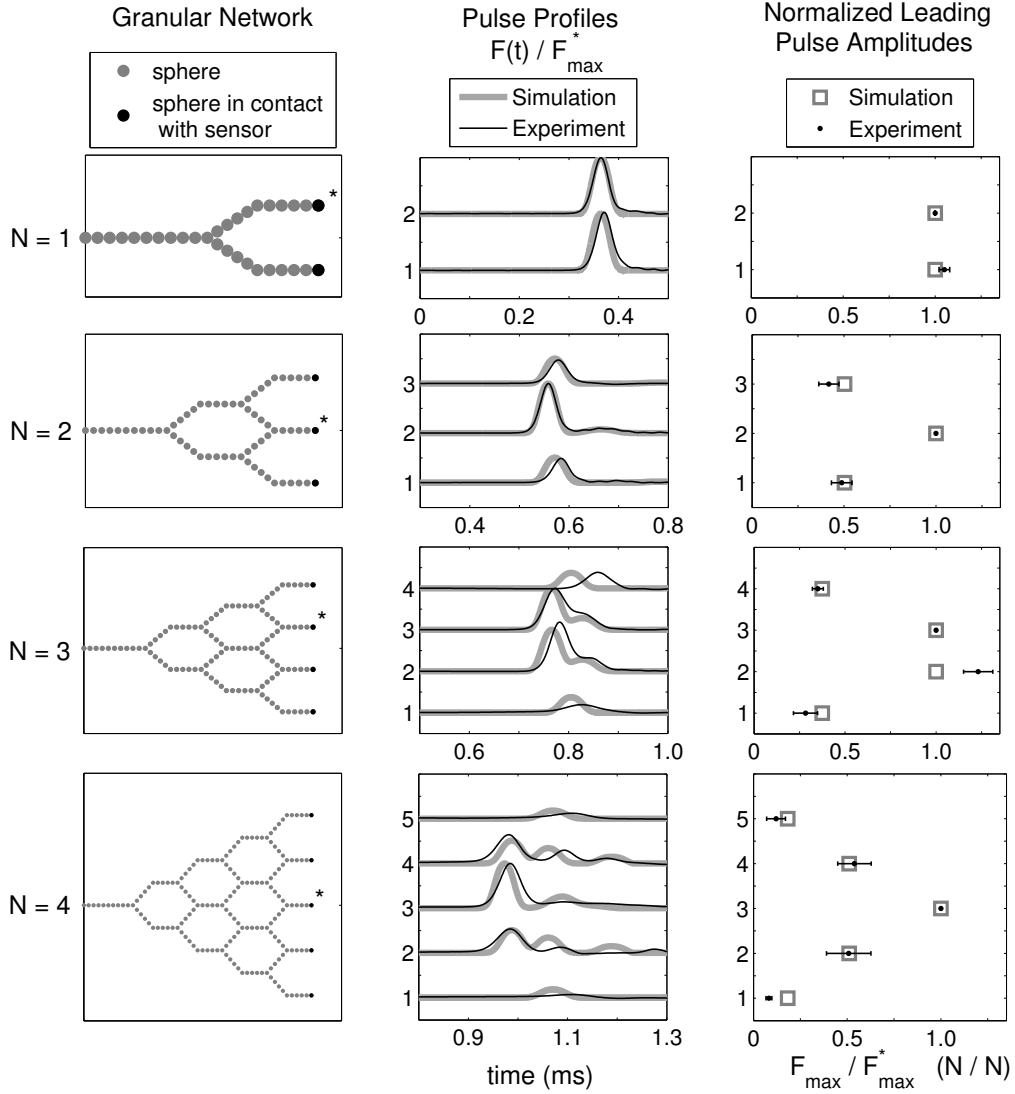 Granular Network
Pulse Profiles
F(t) / F*max
Normalized Leading
Pulse Amplitudes
sphere
sphere in contact
with sensor
Simulation
Experiment
Simulation
Experiment
N = 1
*
2
1
0 0.2 0.4
2
1
0 0.5 1.0
N = 2
*
3
2
1
0.4 0.6 0.8
3
2
1
0 0.5 1.0
N = 3
*
4
3
2
1
0.6 0.8 1.0
4
3
2
1
0 0.5 1.0
N = 4
*
5
4
3
2
1
0.9 1.1 1.3
time (ms)
5
4
3
2
1
0 0.5 1.0
Fmax / F*max (N / N)